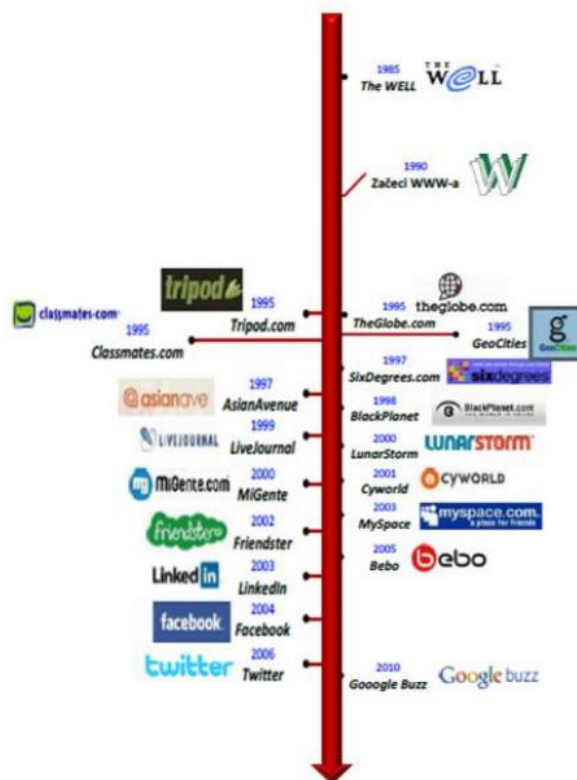 1985
The WELL
THE
WELL
1990
Začeci WWW-a
W
tripod
1995
Tripod.com
theglobe.com
1995
TheGlobe.com
classmates.com
1995
Classmates.com
g
GeoCities
1995
GeoCities
1997
SixDegrees.com
sixdegrees
@ asianave
1997
AsianAvenue
1998
BlackPlanet
BlackPlanet.com
LIVEJOURNAL
1999
LiveJournal
2000
LunarStorm
LUNARSTORM
mg MiGente.com
2000
MiGente
2001
Cyworld
CYWORLD
friendster
2002
Friendster
2003
MySpace
myspace.com
a place for friends
2005
Bebo
bebo
Linked in
2003
LinkedIn
facebook
2004
Facebook
twitter
2006
Twitter
2010
Gooogle Buzz
Google buzz